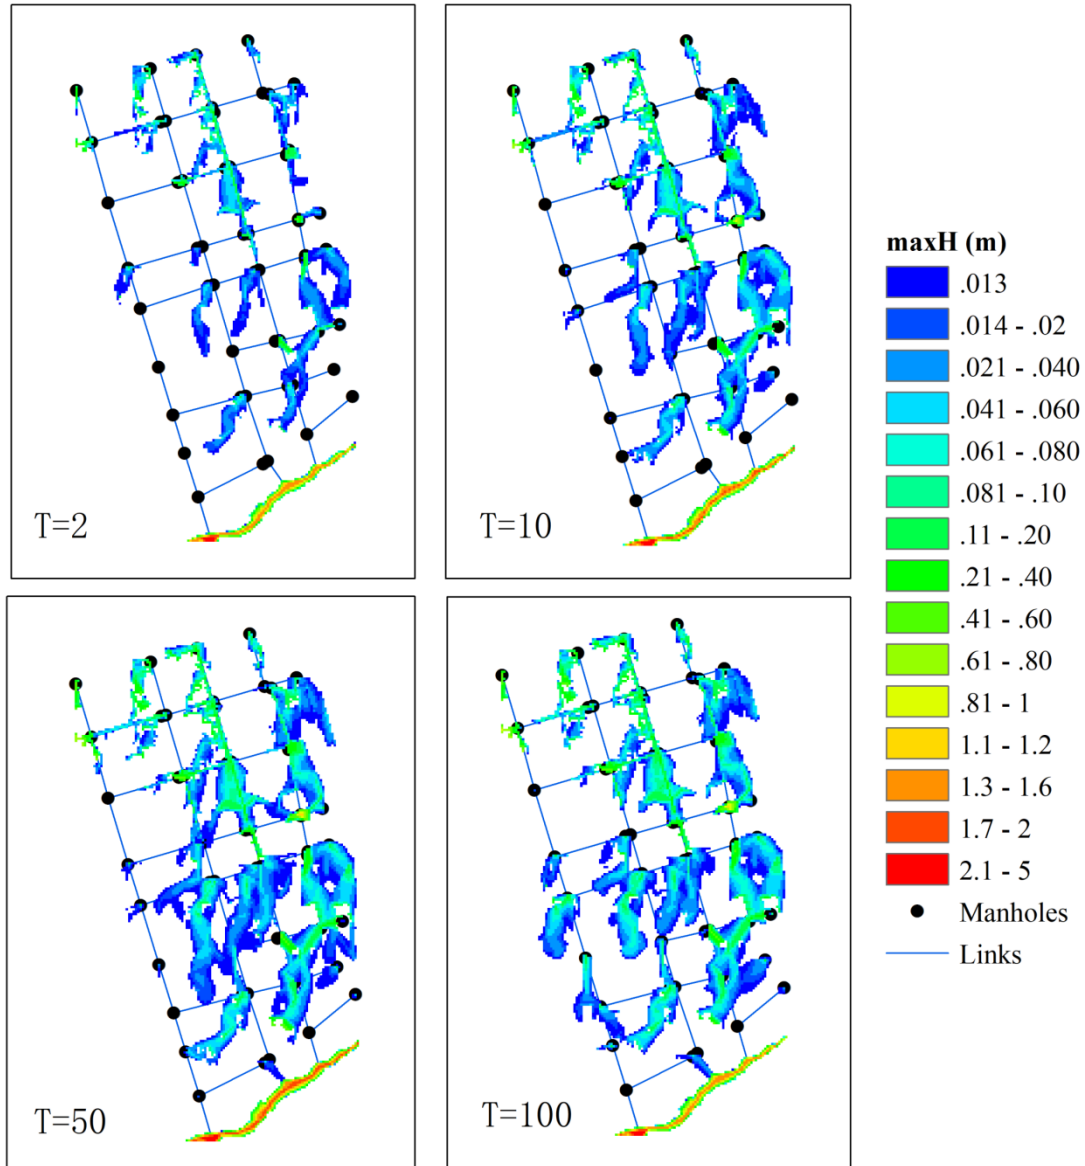 T=2
T=10
T=50
T=100
maxH (m)
.013
.014 - .02
.021 - .040
.041 - .060
.061 - .080
.081 - .10
.11 - .20
.21 - .40
.41 - .60
.61 - .80
.81 - 1
1.1 - 1.2
1.3 - 1.6
1.7 - 2
2.1 - 5
Manholes
Links